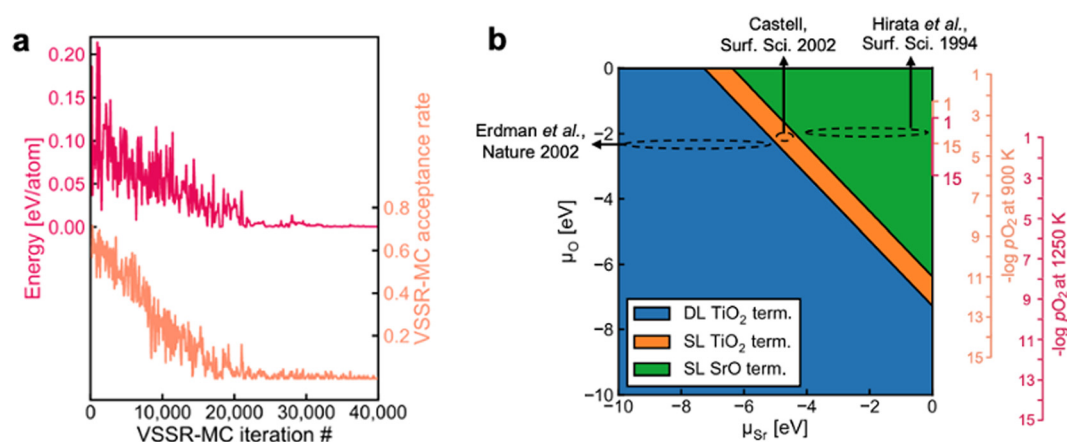 a
0.20
0.15
0.10
0.05
0.00
Energy [eV/atom]
0.8
0.6
0.4
0.2
VSSR-MC acceptance rate
0
10,000
20,000
30,000
40,000
VSSR-MC iteration #
b
Castell,
Surf. Sci. 2002
Hirata et al.,
Surf. Sci. 1994
Erdman et al.,
Nature 2002
0
−2
−4
−6
−8
−10
μO [eV]
DL TiO2 term.
SL TiO2 term.
SL SrO term.
−10
−8
−6
−4
−2
0
μSr [eV]
1
1
15
15
1
3
5
7
9
11
13
15
-log pO2 at 900 K
1
3
5
7
9
11
13
15
-log pO2 at 1250 K